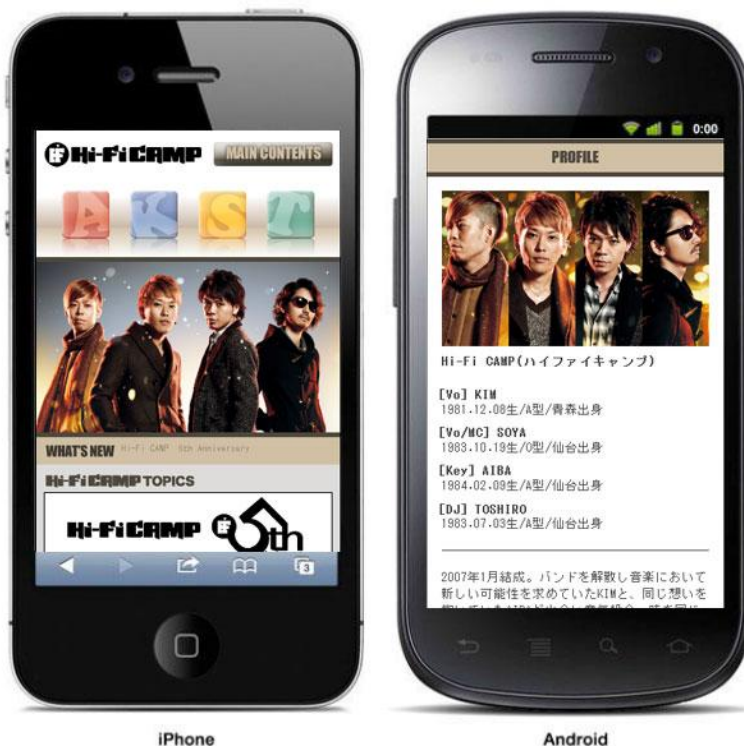 Hi-Fi CAMP
MAIN CONTENTS
A K S T
WHAT'S NEW Hi-Fi CAMP 5th Anniversary
Hi-Fi CAMP TOPICS
Hi-Fi CAMP 5th
3
iPhone
0:00
PROFILE
Hi-Fi CAMP(ハイファイキャンプ)
[Vo] KIM
1981.12.08生/A型/青森出身
[Vo/MC] SOYA
1983.10.19生/O型/仙台出身
[Key] AIBA
1984.02.09生/A型/仙台出身
[DJ] TOSHIRO
1983.07.03生/A型/仙台出身
2007年1月結成。バンドを解散し音楽において
新しい可能性を求めていたKIMと、同じ想いを
Android